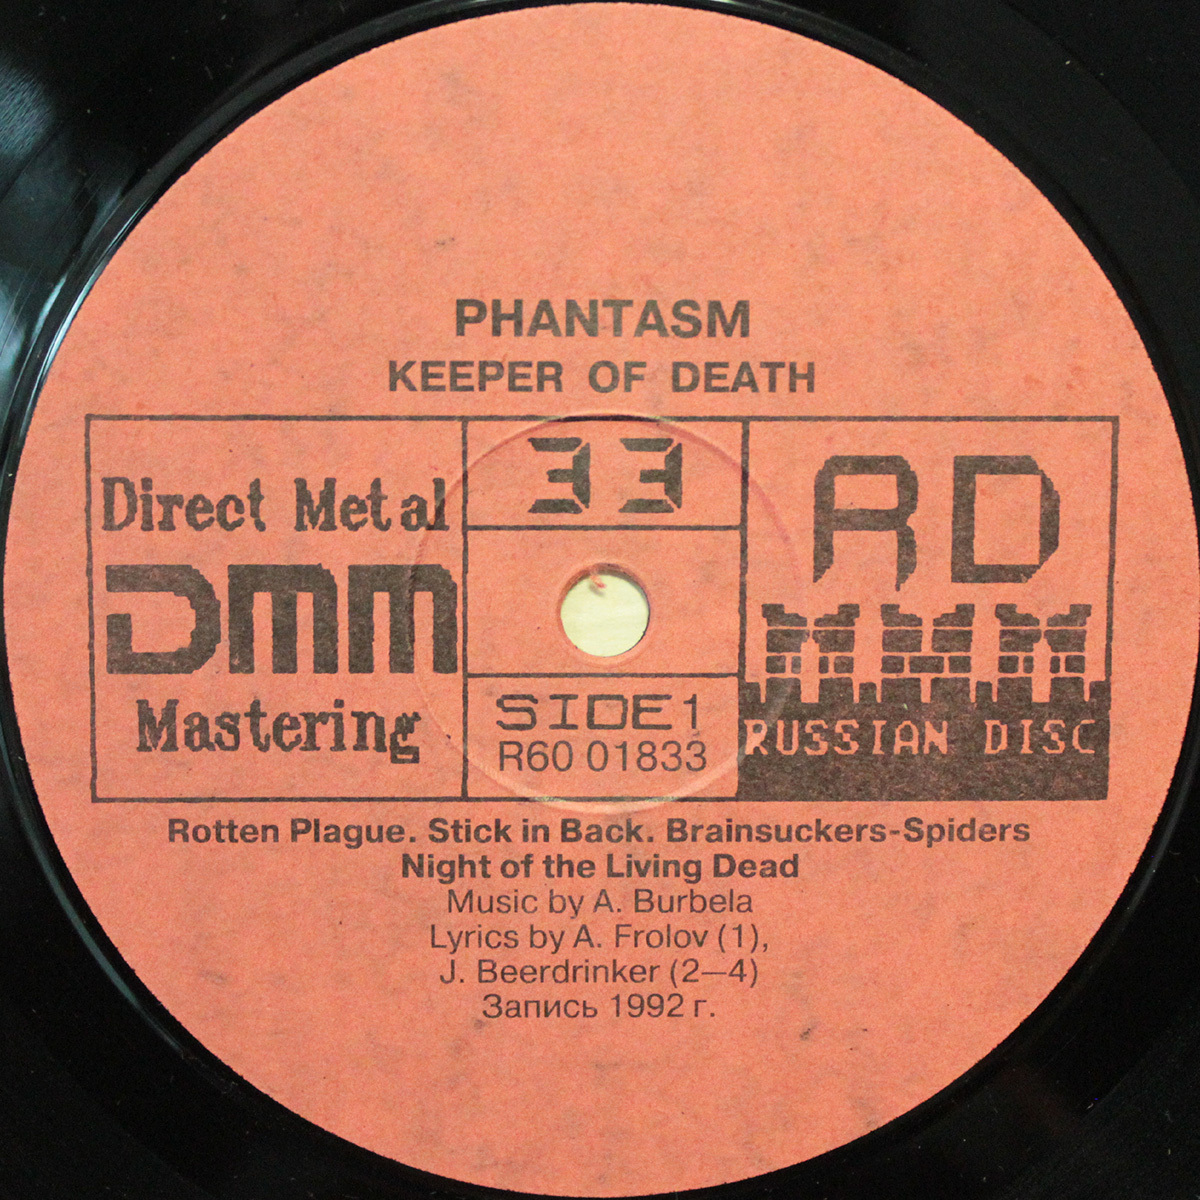 PHANTASM
KEEPER OF DEATH
Direct Metal
DMM
Mastering
33
SIDE 1
R60 01833
RD
RUSSIAN DISC
Rotten Plague. Stick in Back. Brainsuckers-Spiders
Night of the Living Dead
Music by A. Burbela
Lyrics by A. Frolov (1),
J. Beerdrinker (2—4)
Запись 1992 г.